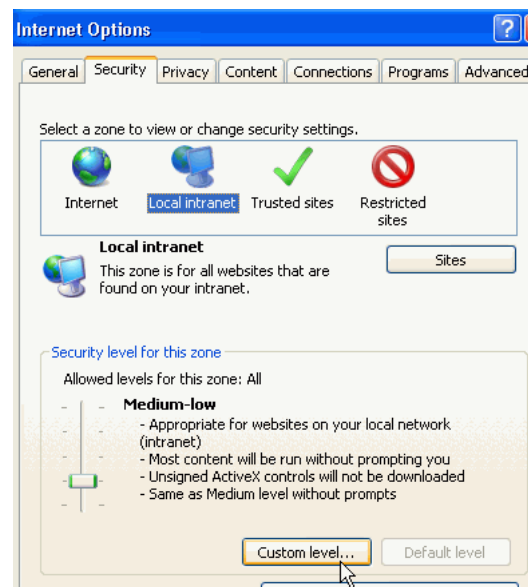 Internet Options
?
General Security Privacy Content Connections Programs Advanced
Select a zone to view or change security settings.
Internet Local intranet Trusted sites Restricted
sites
Local intranet
This zone is for all websites that are
found on your intranet.
Sites
Security level for this zone
Allowed levels for this zone: All
Medium-low
- Appropriate for websites on your local network
(intranet)
- Most content will be run without prompting you
- Unsigned ActiveX controls will not be downloaded
- Same as Medium level without prompts
Custom level... Default level